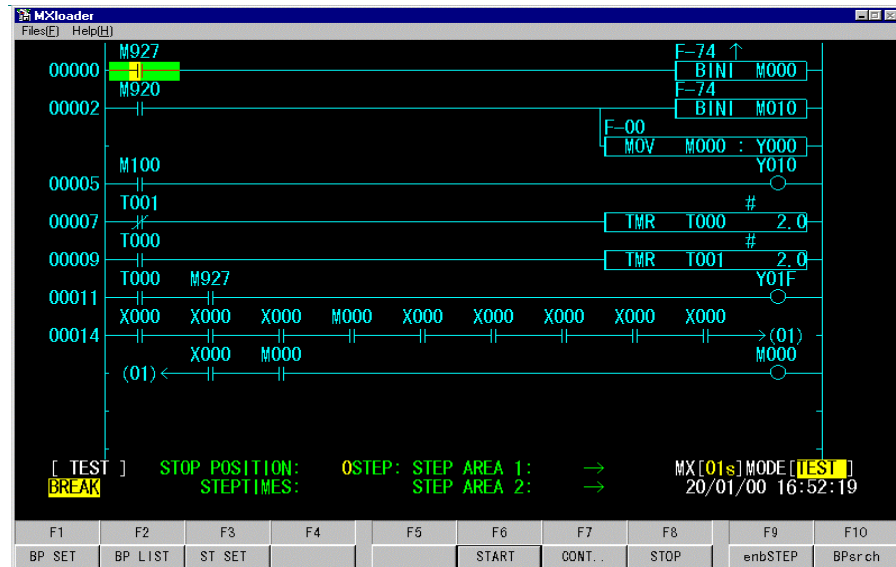 MXloader
Files(F) Help(H)
M927 F-74 ↑
00000 BINI M000
M920 F-74
00002 BINI M010
F-00
MOV M000 : Y000
M100 Y010
00005
T001 #
00007 TMR T000 2.0
T000 #
00009 TMR T001 2.0
T000 M927 Y01F
00011
X000 X000 X000 M000 X000 X000 X000 X000 X000
00014 →(01)
X000 M000 M000
(01)←
[ TEST ] STOP POSITION: 0STEP: STEP AREA 1: → MX[01s]MODE[TEST ]
BREAK STEPTIMES: STEP AREA 2: → 20/01/00 16:52:19
F1 F2 F3 F4 F5 F6 F7 F8 F9 F10
BP SET BP LIST ST SET START CONT.. STOP enbSTEP BPsrch